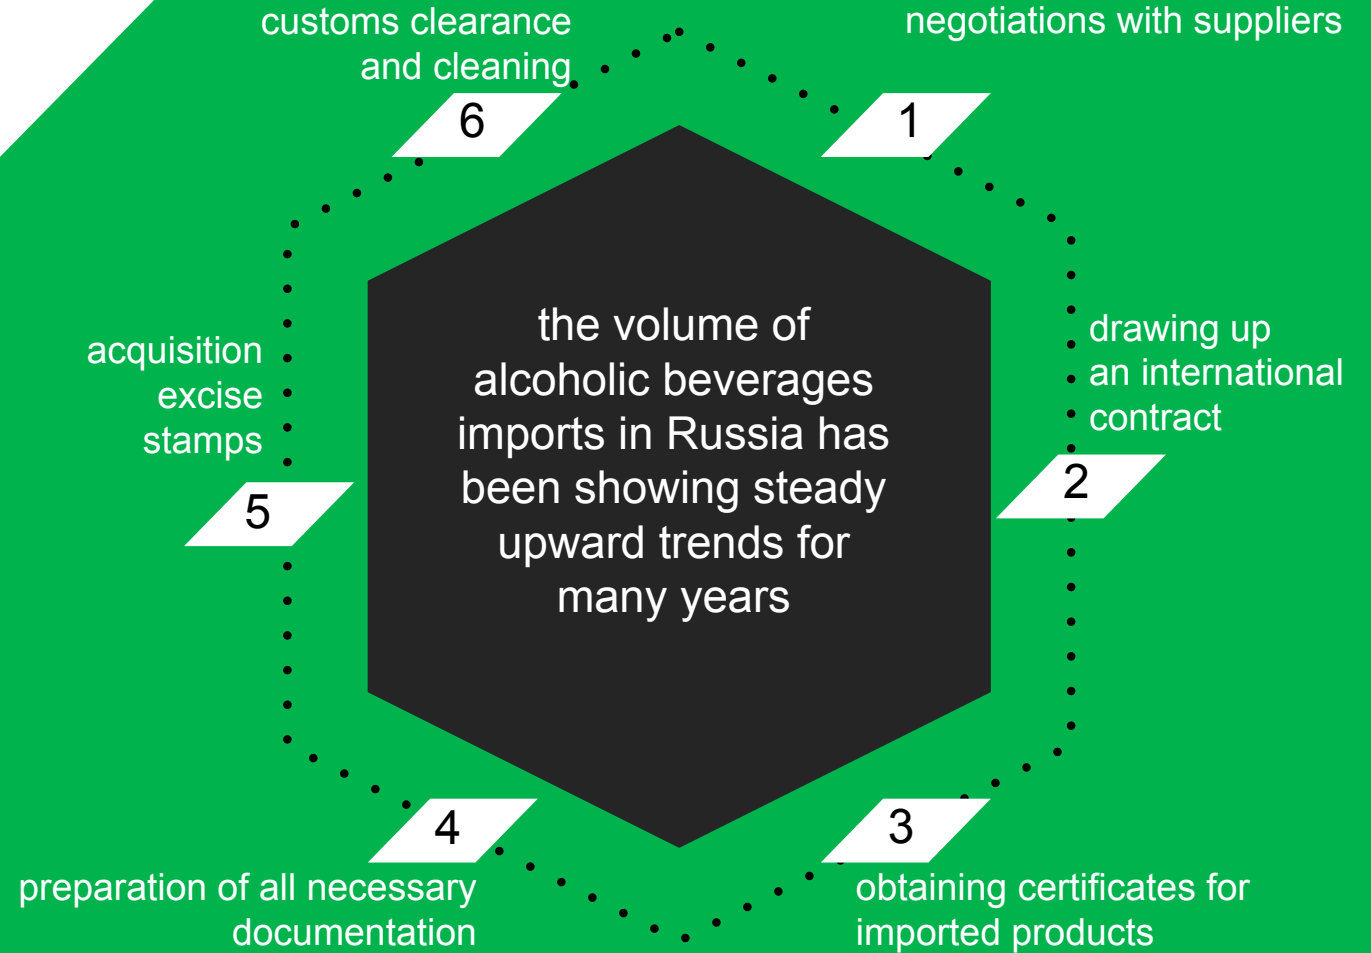 customs clearance
and cleaning
6
negotiations with suppliers
1
the volume of
alcoholic beverages
imports in Russia has
been showing steady
upward trends for
many years
acquisition
excise
stamps
5
drawing up
an international
contract
2
4
preparation of all necessary
documentation
3
obtaining certificates for
imported products